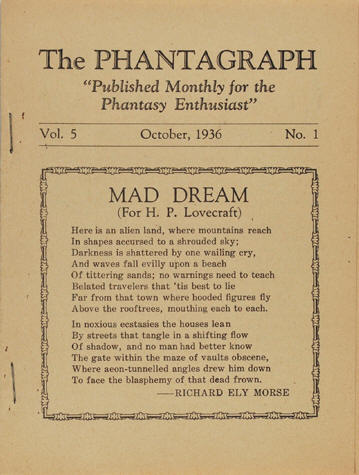 The PHANTAGRAPH
"Published Monthly for the
Phantasy Enthusiast"
Vol. 5 October, 1936 No. 1
MAD DREAM
(For H. P. Lovecraft)
Here is an alien land, where mountains reach
In shapes accursed to a shrouded sky;
Darkness is shattered by one wailing cry,
And waves fall evilly upon a beach
Of tittering sands; no warnings need to teach
Belated travelers that 'tis best to lie
Far from that town where hooded figures fly
Above the rooftrees, mouthing each to each.
In noxious ecstasies the houses lean
By streets that tangle in a shifting flow
Of shadow, and no man had better know
The gate within the maze of vaults obscene,
Where aeon-tunnelled angles drew him down
To face the blasphemy of that dead frown.
——RICHARD ELY MORSE